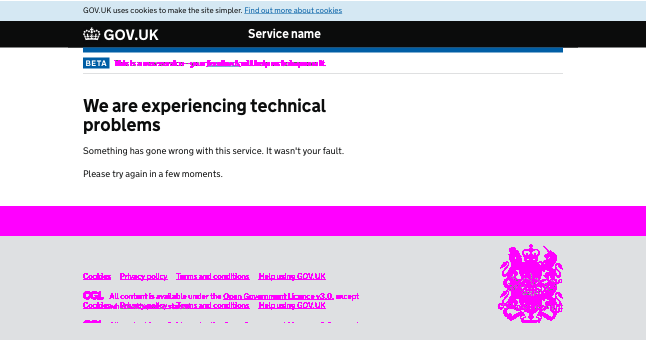 GOV.UK uses cookies to make the site simpler. Find out more about cookies
GOV.UK
Service name
BETA This is a new service – your feedback will help us to improve it.
We are experiencing technical
problems
Something has gone wrong with this service. It wasn't your fault.
Please try again in a few moments.
Cookies Privacy policy Terms and conditions Help using GOV.UK
OGL All content is available under the Open Government Licence v3.0, except
Cookies Privacy policy Terms and conditions Help using GOV.UK